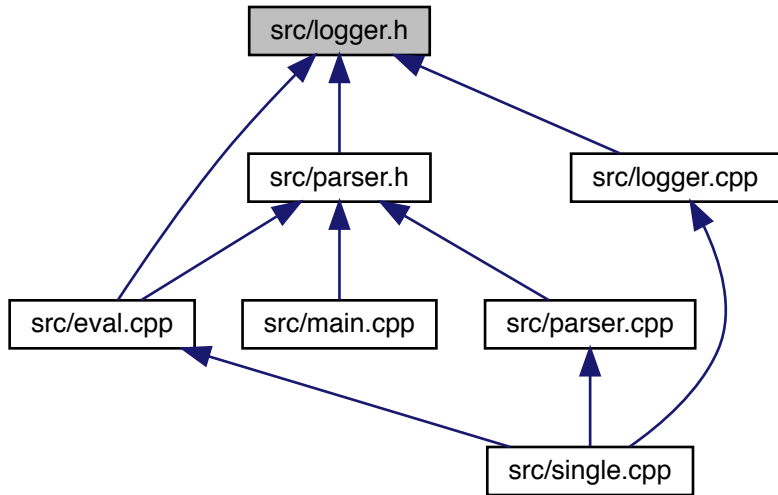 src/logger.h
src/parser.h
src/logger.cpp
src/eval.cpp
src/main.cpp
src/parser.cpp
src/single.cpp